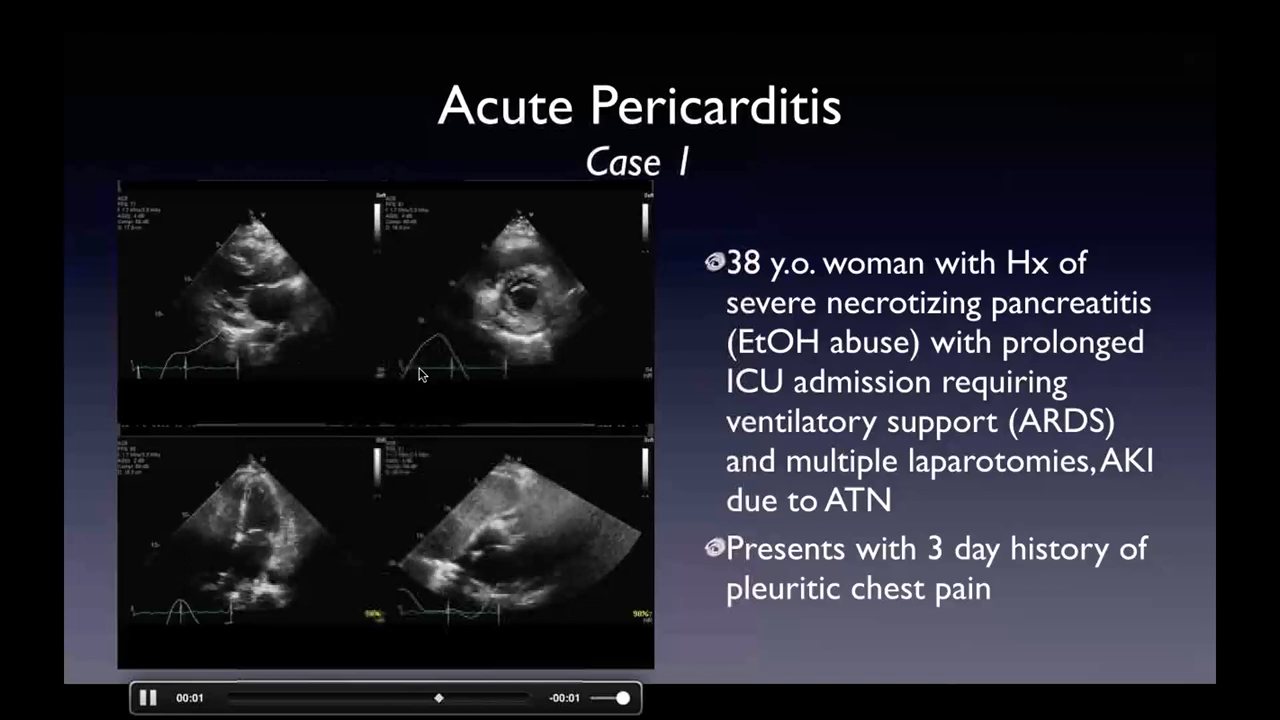 Acute Pericarditis
Case 1
38 y.o. woman with Hx of
severe necrotizing pancreatitis
(EtOH abuse) with prolonged
ICU admission requiring
ventilatory support (ARDS)
and multiple laparotomies, AKI
due to ATN
Presents with 3 day history of
pleuritic chest pain
00:01
-00:01